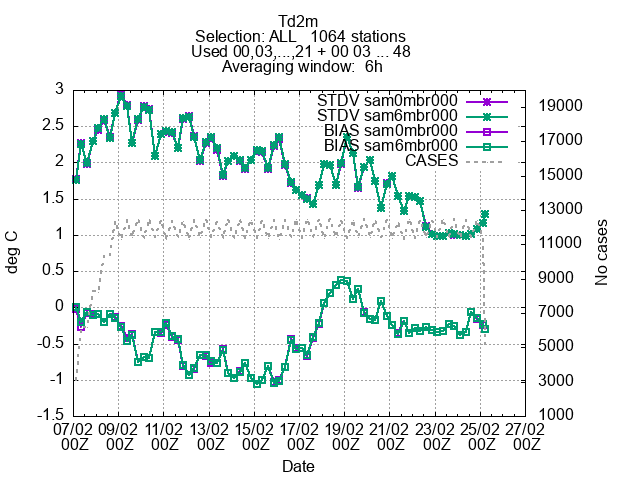 Td2m
Selection: ALL   1064 stations
Used 00,03,...,21 + 00 03 ... 48
Averaging window:  6h
STDV sam0mbr000
STDV sam6mbr000
BIAS sam0mbr000
BIAS sam6mbr000
CASES
3
2.5
2
1.5
1
0.5
0
-0.5
-1
-1.5
deg C
19000
17000
15000
13000
11000
9000
7000
5000
3000
1000
No cases
07/02 09/02 11/02 13/02 15/02 17/02 19/02 21/02 23/02 25/02 27/02
00Z 00Z 00Z 00Z 00Z 00Z 00Z 00Z 00Z 00Z 00Z
Date